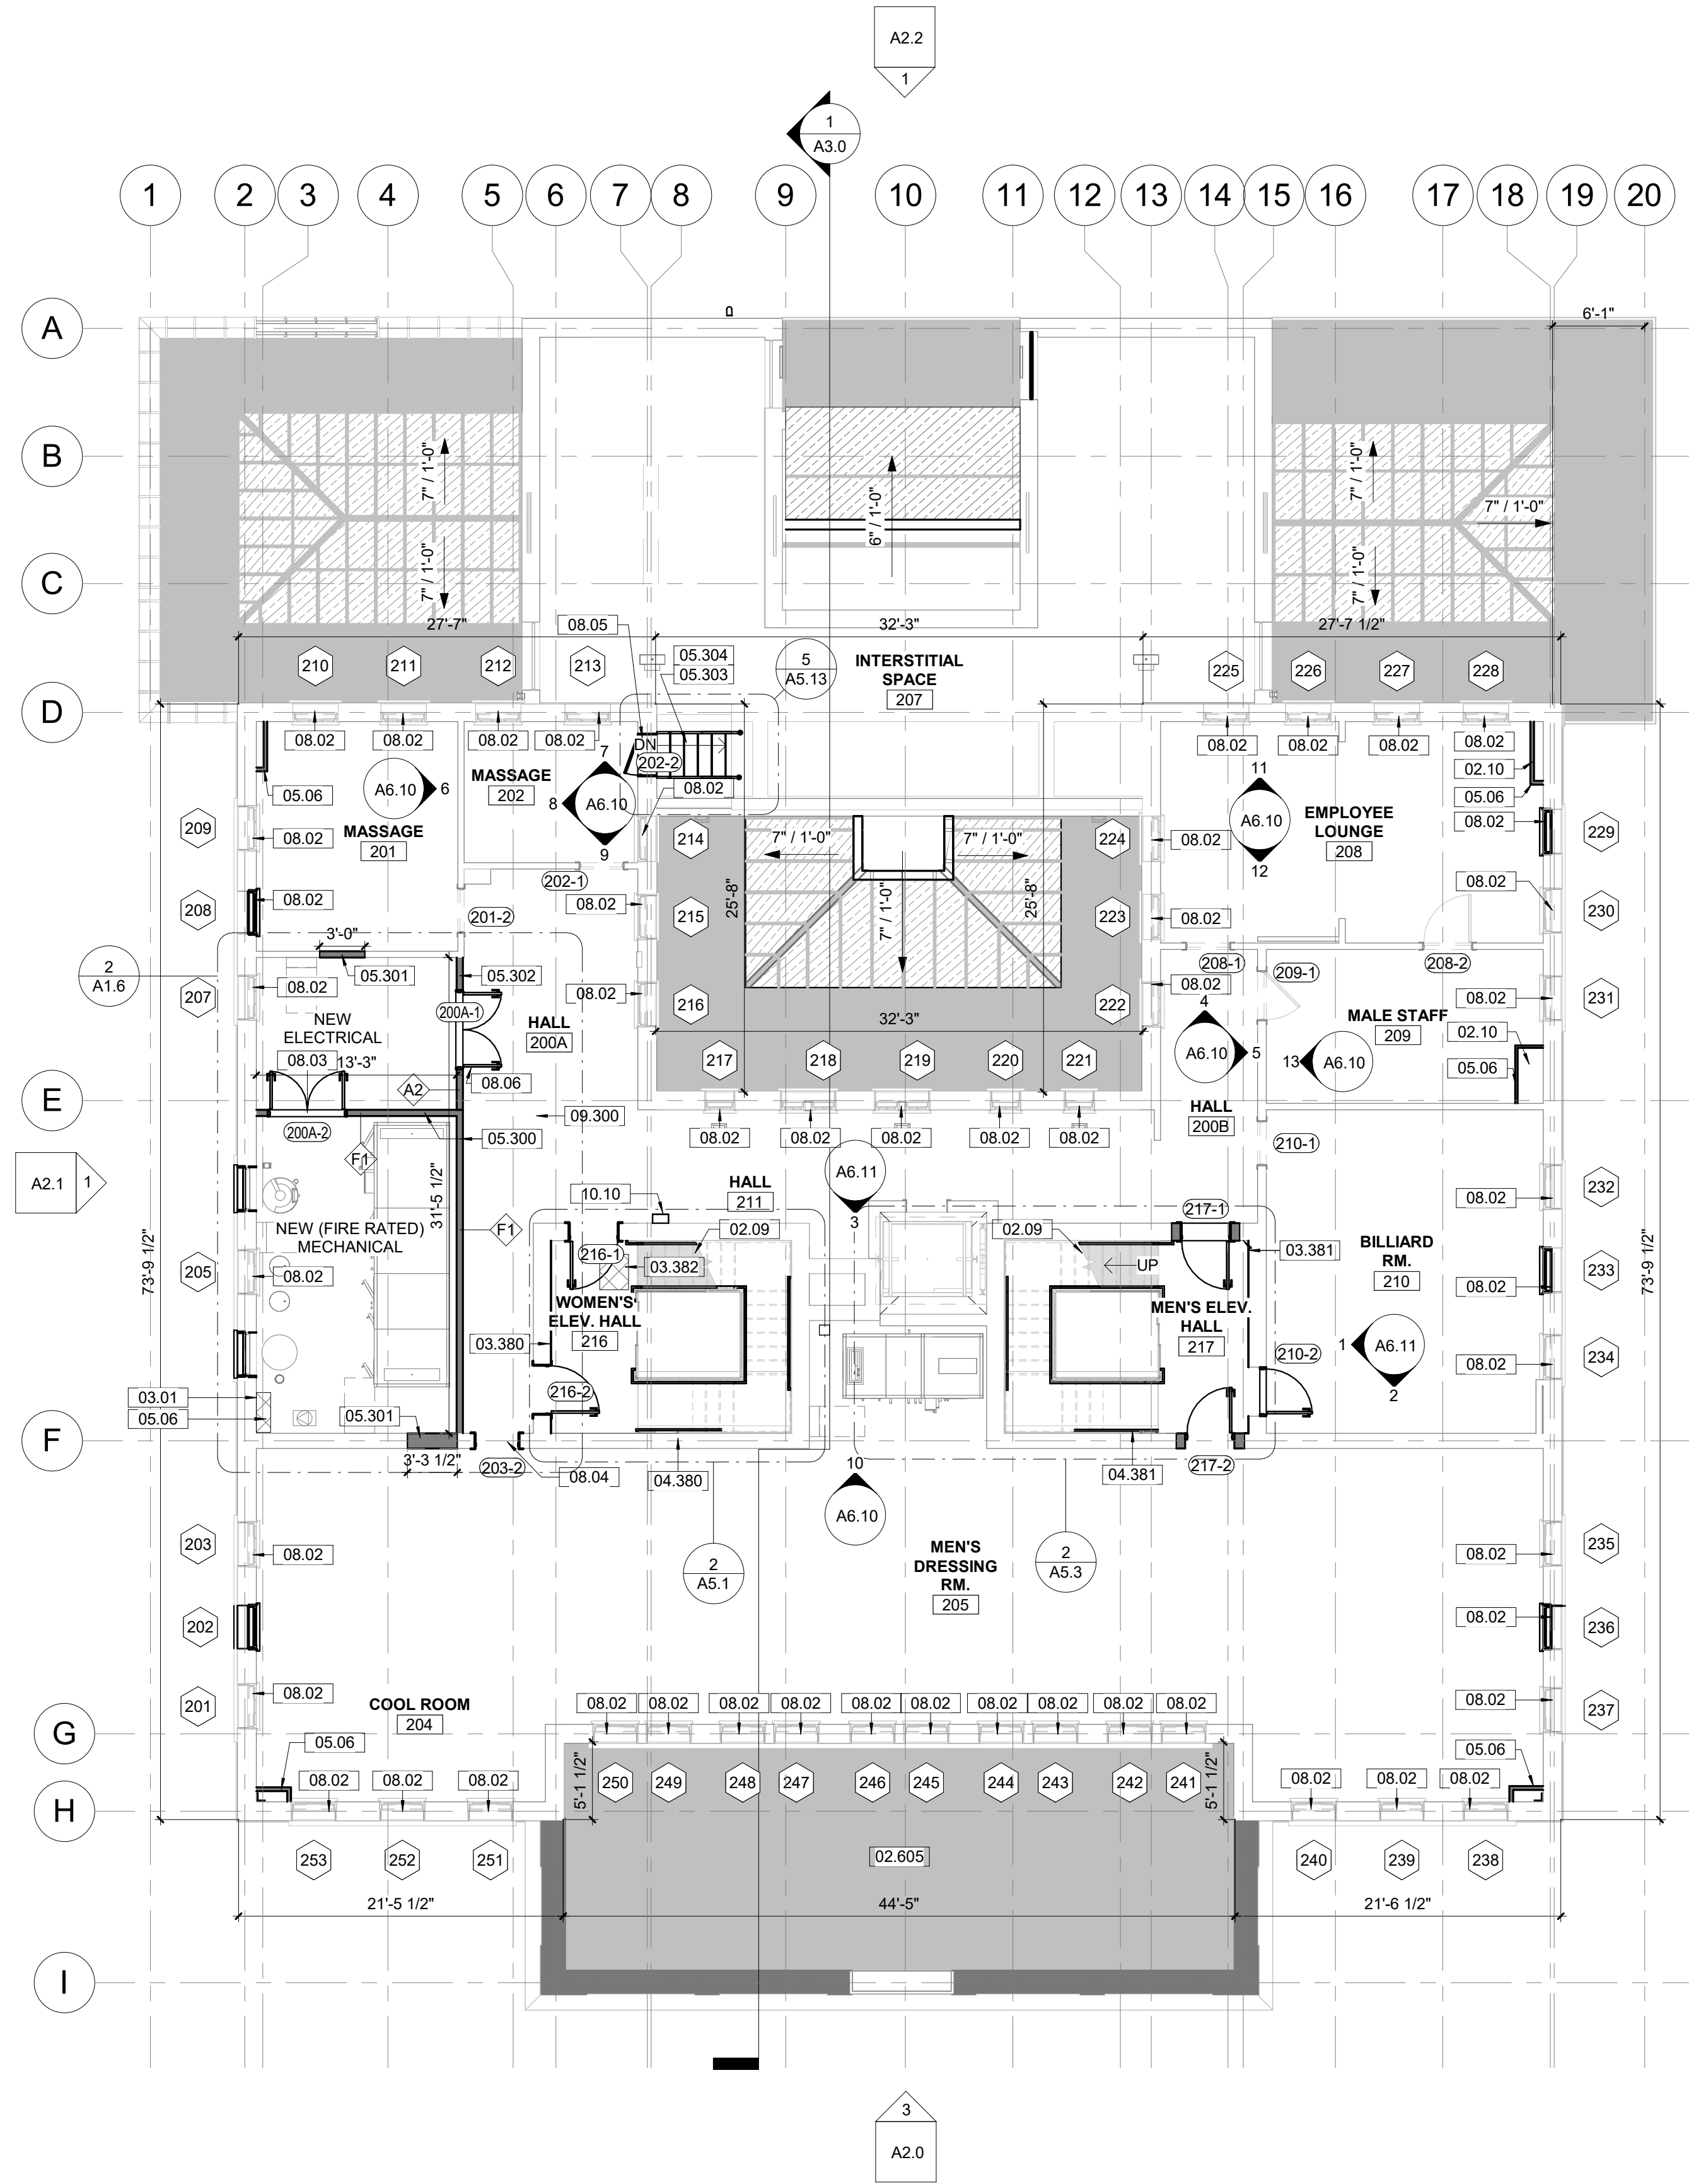 A2.2
1
1
A3.0
1 2 3 4 5 6 7 8 9 10 11 12 13 14 15 16 17 18 19 20
A
6'-1"
B
7" / 1'-0"
6" / 1'-0"
7" / 1'-0"
7" / 1'-0"
C
7" / 1'-0"
7" / 1'-0"
27'-7"
08.05
32'-3"
27'-7 1/2"
05.304
05.303
5
A5.13
INTERSTITIAL
SPACE
207
210 211 212 213
225 226 227 228
D
08.02 08.02 08.02 08.02
DN
202-2
08.02 08.02 08.02 08.02
02.10
05.06
08.02
7
MASSAGE
202
8 A6.10
9
08.02
A6.10 6
05.06
11
A6.10
12
EMPLOYEE
LOUNGE
208
209
08.02
MASSAGE
201
214
7" / 1'-0"
7" / 1'-0"
224
08.02
229
202-1
08.02
208
08.02
201-2
08.02
215
25'-8"
7" / 1'-0"
25'-8"
223
08.02
230
3'-0"
2
A1.6
05.301
05.302
208-1
209-1
208-2
207
08.02
200A-1
08.02
216
222
08.02
4
08.02
231
NEW
ELECTRICAL
HALL
200A
32'-3"
MALE STAFF
209
02.10
08.03
13'-3"
08.06
217 218 219 220 221
A6.10 5
13 A6.10
05.06
E
A2
09.300
HALL
200B
200A-2
05.300
08.02 08.02 08.02 08.02 08.02
210-1
F1
A2.1 1
31'-5 1/2"
10.10
HALL
211
A6.11
3
08.02
232
NEW (FIRE RATED)
MECHANICAL
F1
217-1
02.09
02.09
216-1
03.382
UP
03.381
BILLIARD
RM.
210
205
08.02
73'-9 1/2"
08.02
233
73'-9 1/2"
WOMEN'S
ELEV. HALL
216
MEN'S ELEV.
HALL
217
03.380
210-2
1 A6.11
2
08.02
234
216-2
03.01
05.06
05.301
F
3'-3 1/2"
203-2
08.04
04.380
10
A6.10
04.381
217-2
203
08.02
2
A5.1
MEN'S
DRESSING
RM.
205
2
A5.3
08.02
235
202
08.02
236
201
08.02
COOL ROOM
204
08.02 08.02 08.02 08.02 08.02 08.02 08.02 08.02 08.02 08.02
08.02
237
G
05.06
05.06
08.02 08.02 08.02
5'-1 1/2"
250 249 248 247 246 245 244 243 242 241
5'-1 1/2"
08.02 08.02 08.02
H
253 252 251
02.605
240 239 238
21'-5 1/2"
44'-5"
21'-6 1/2"
I
3
A2.0